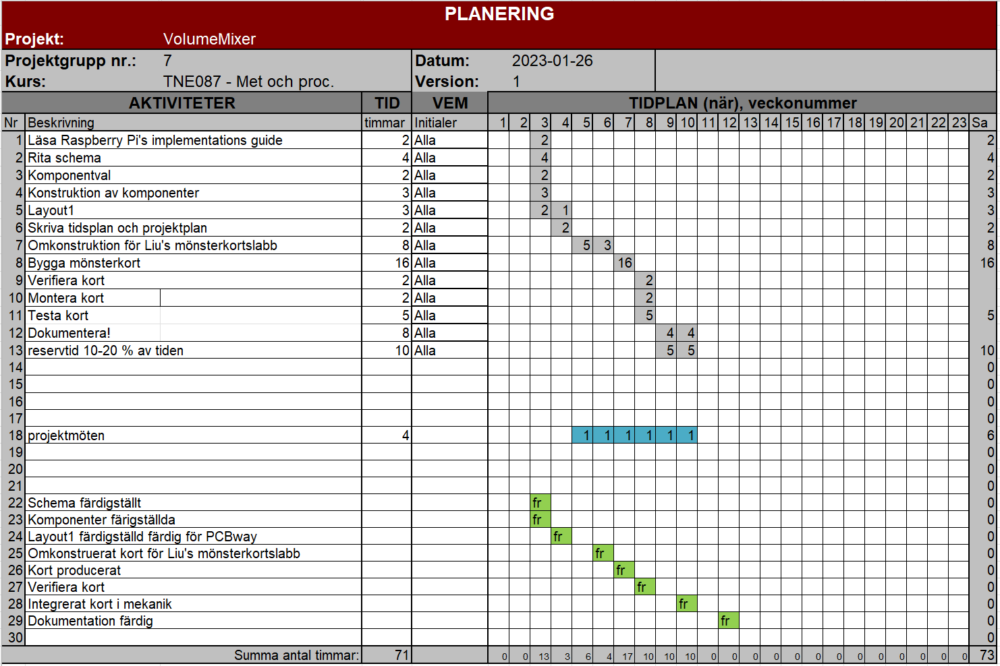 PLANERING
Projekt: VolumeMixer
Projektgrupp nr.: 7 Datum: 2023-01-26
Kurs: TNE087 - Met och proc. Version: 1
AKTIVITETER TID VEM TIDPLAN (när), veckonummer
Nr Beskrivning timmar Initialer 1 2 3 4 5 6 7 8 9 10 11 12 13 14 15 16 17 18 19 20 21 22 23 Sa
1 Läsa Raspberry Pi's implementations guide 2 Alla 2 2
2 Rita schema 4 Alla 4 4
3 Komponentval 2 Alla 2 2
4 Konstruktion av komponenter 3 Alla 3 3
5 Layout1 3 Alla 2 1 3
6 Skriva tidsplan och projektplan 2 Alla 2 2
7 Omkonstruktion för Liu's mönsterkortslabb 8 Alla 5 3 8
8 Bygga mönsterkort 16 Alla 16 16
9 Verifiera kort 2 Alla 2
10 Montera kort 2 Alla 2
11 Testa kort 5 Alla 5 5
12 Dokumentera! 8 Alla 4 4
13 reservtid 10-20 % av tiden 10 Alla 5 5 10
14 0
15 0
16 0
17 0
18 projektmöten 4 1 1 1 1 1 1 6
19 0
20 0
21 0
22 Schema färdigställt fr 0
23 Komponenter färigställda fr 0
24 Layout1 färdigställd färdig för PCBway fr 0
25 Omkonstruerat kort för Liu's mönsterkortslabb fr 0
26 Kort producerat fr 0
27 Verifiera kort fr 0
28 Integrerat kort i mekanik fr 0
29 Dokumentation färdig fr 0
30 0
Summa antal timmar: 71 0 0 13 3 6 4 17 10 10 10 0 0 0 0 0 0 0 0 0 0 0 0 0 73